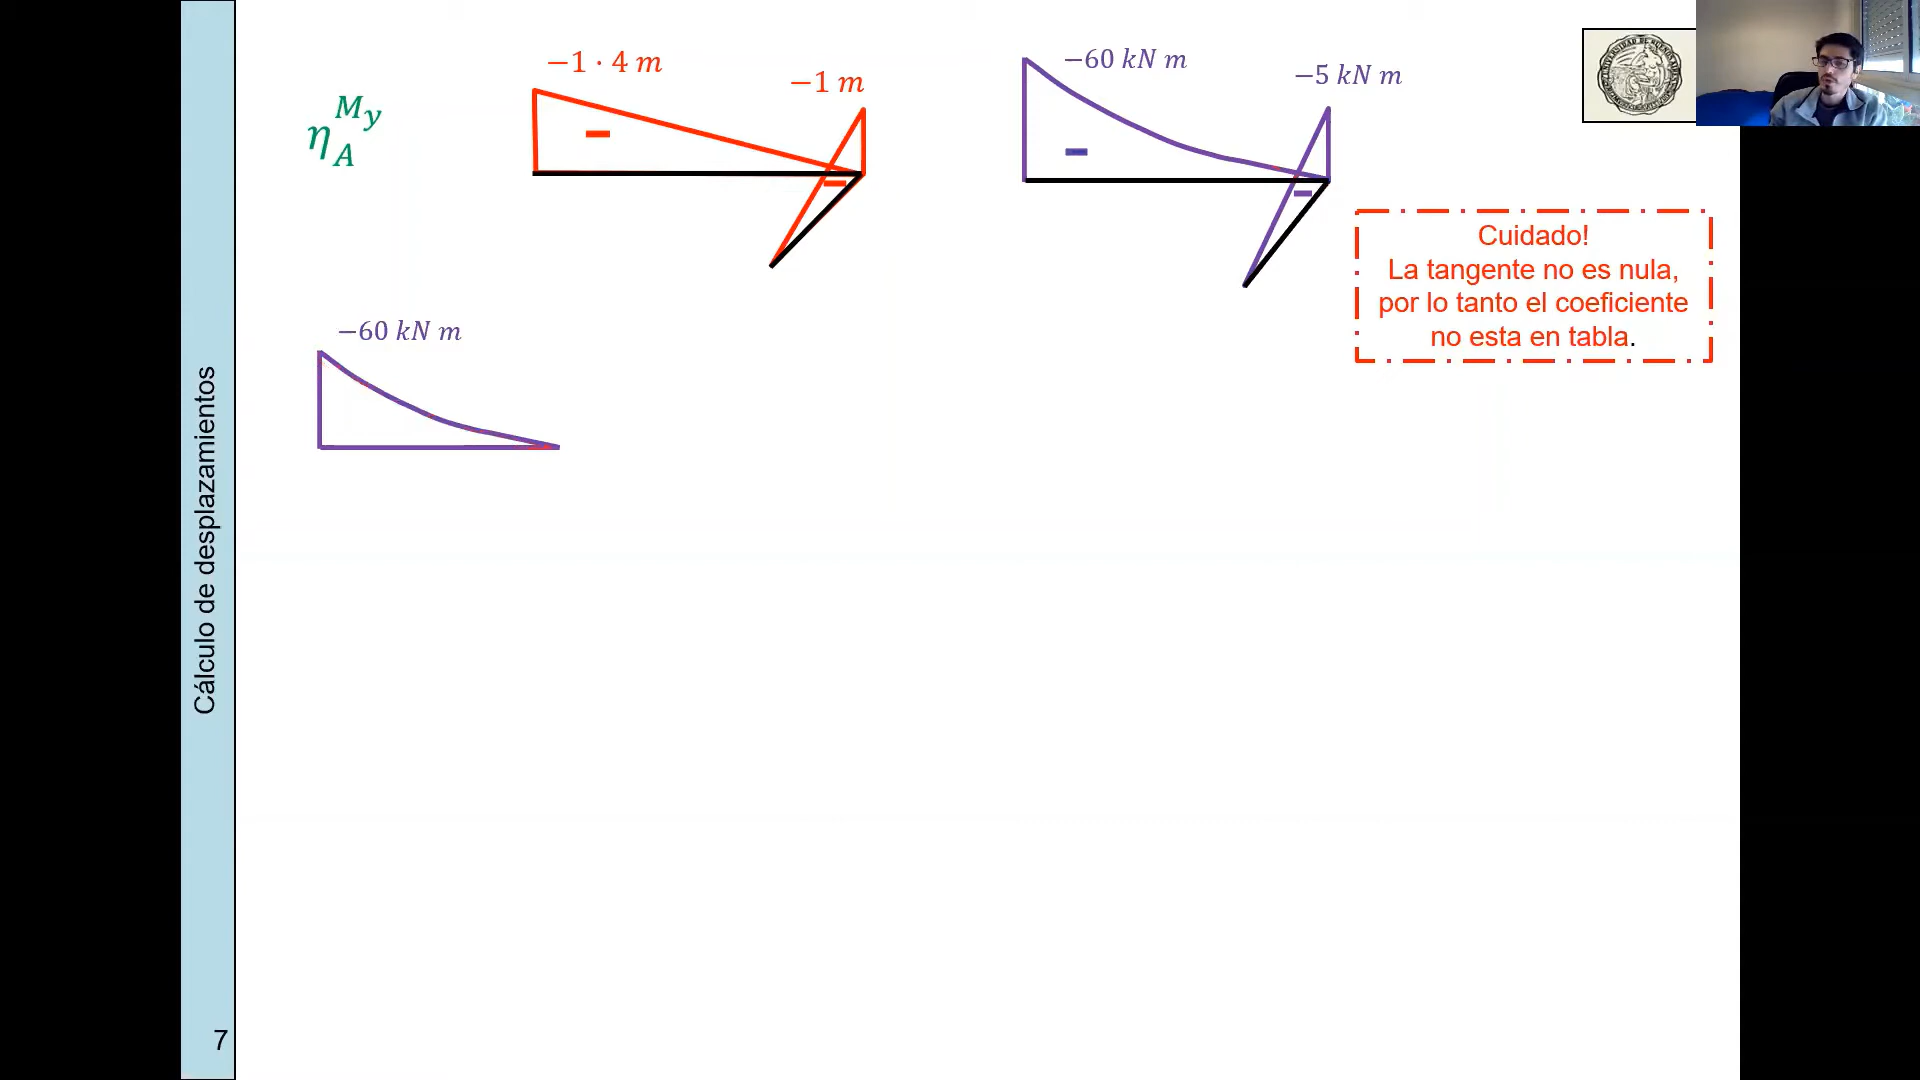 η_A^{M_y}
−1 · 4 m
−1 m
−60 kN m
−5 kN m
Cuidado!
La tangente no es nula,
por lo tanto el coeficiente
no esta en tabla.
−60 kN m
Cálculo de desplazamientos
7